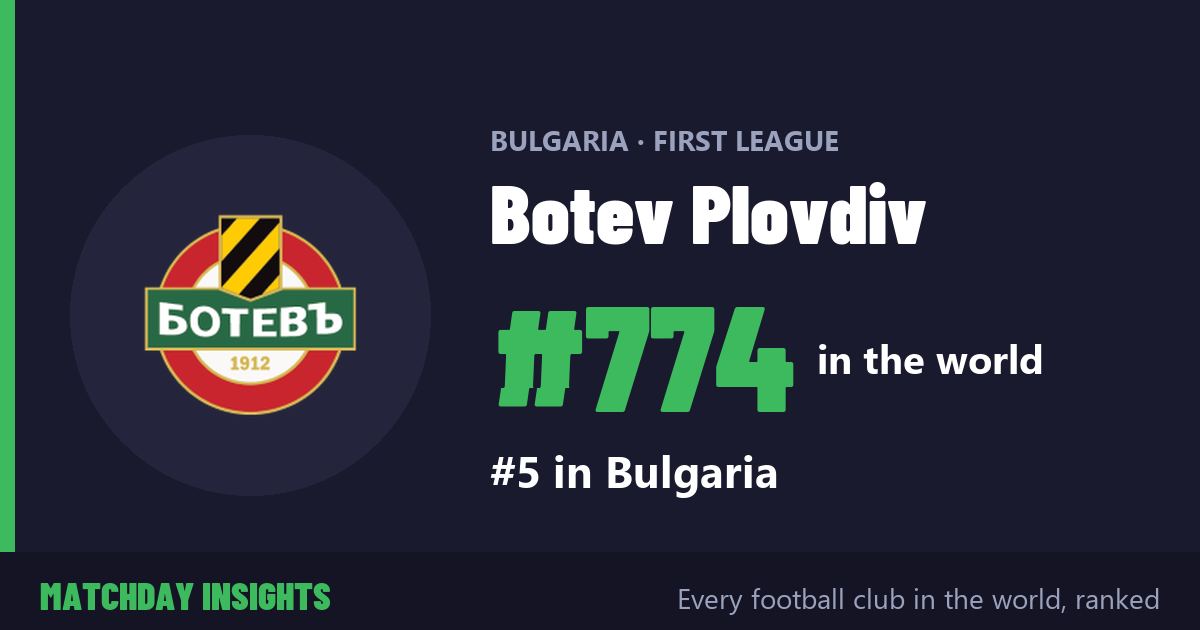 BULGARIA · FIRST LEAGUE
Botev Plovdiv
БОТЕВЪ
1912
#774 in the world
#5 in Bulgaria
MATCHDAY INSIGHTS
Every football club in the world, ranked